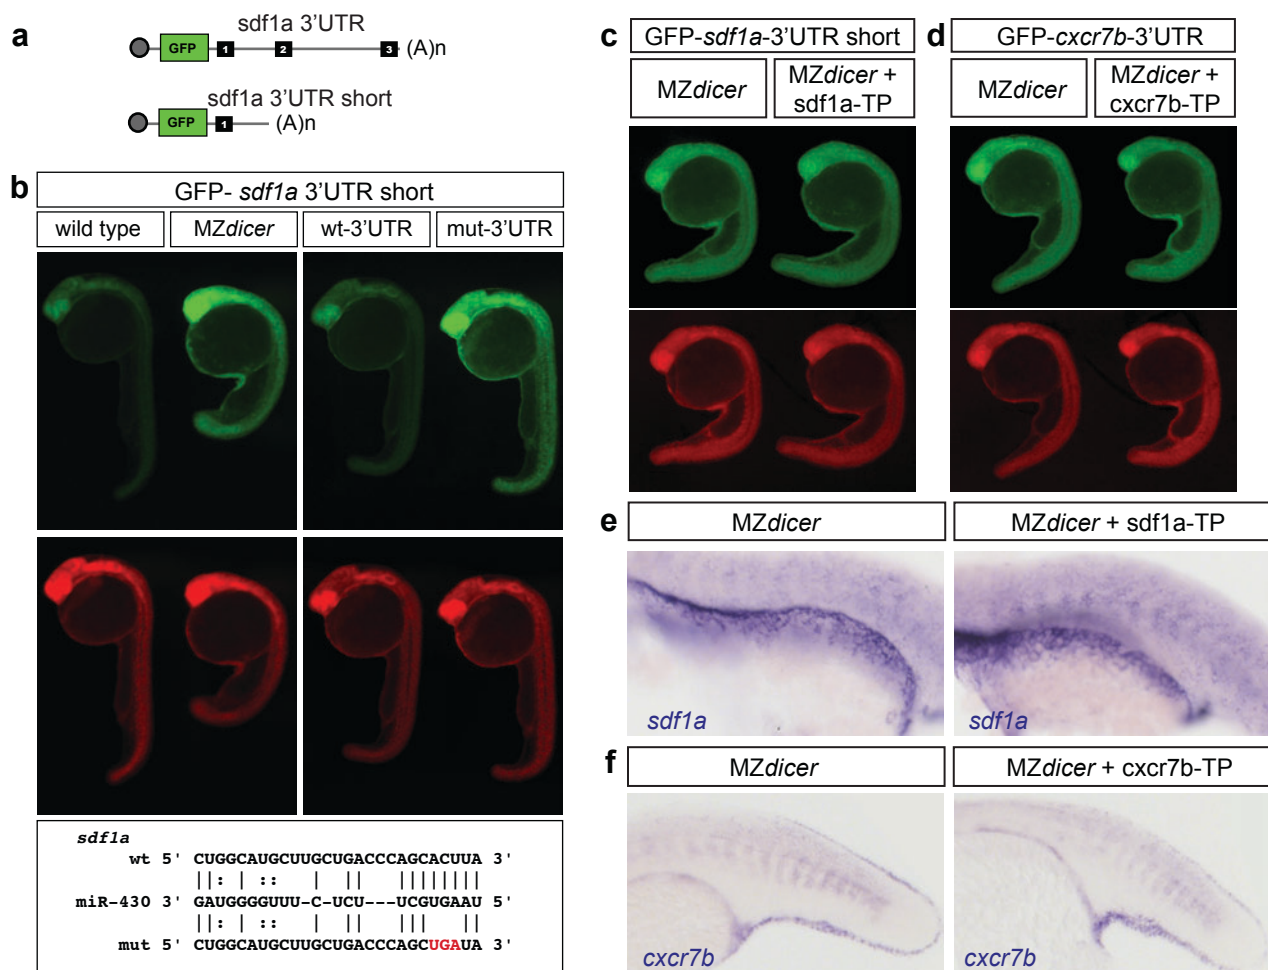 a
sdf1a 3'UTR
GFP 1 2 3 (A)n
sdf1a 3'UTR short
GFP 1 (A)n
b
GFP- sdf1a 3'UTR short
wild type MZdicer wt-3'UTR mut-3'UTR
sdf1a
wt 5' CUGGCAUGCUUGCUGACCCAGCACUUA 3'
miR-430 3' GAUGGGGUUU-C-UCU---UCGUGAAU 5'
mut 5' CUGGCAUGCUUGCUGACCCAGCUGAUA 3'
c
GFP-sdf1a-3'UTR short
MZdicer
MZdicer +
sdf1a-TP
d
GFP-cxcr7b-3'UTR
MZdicer
MZdicer +
cxcr7b-TP
e
MZdicer
MZdicer + sdf1a-TP
sdf1a
sdf1a
f
MZdicer
MZdicer + cxcr7b-TP
cxcr7b
cxcr7b